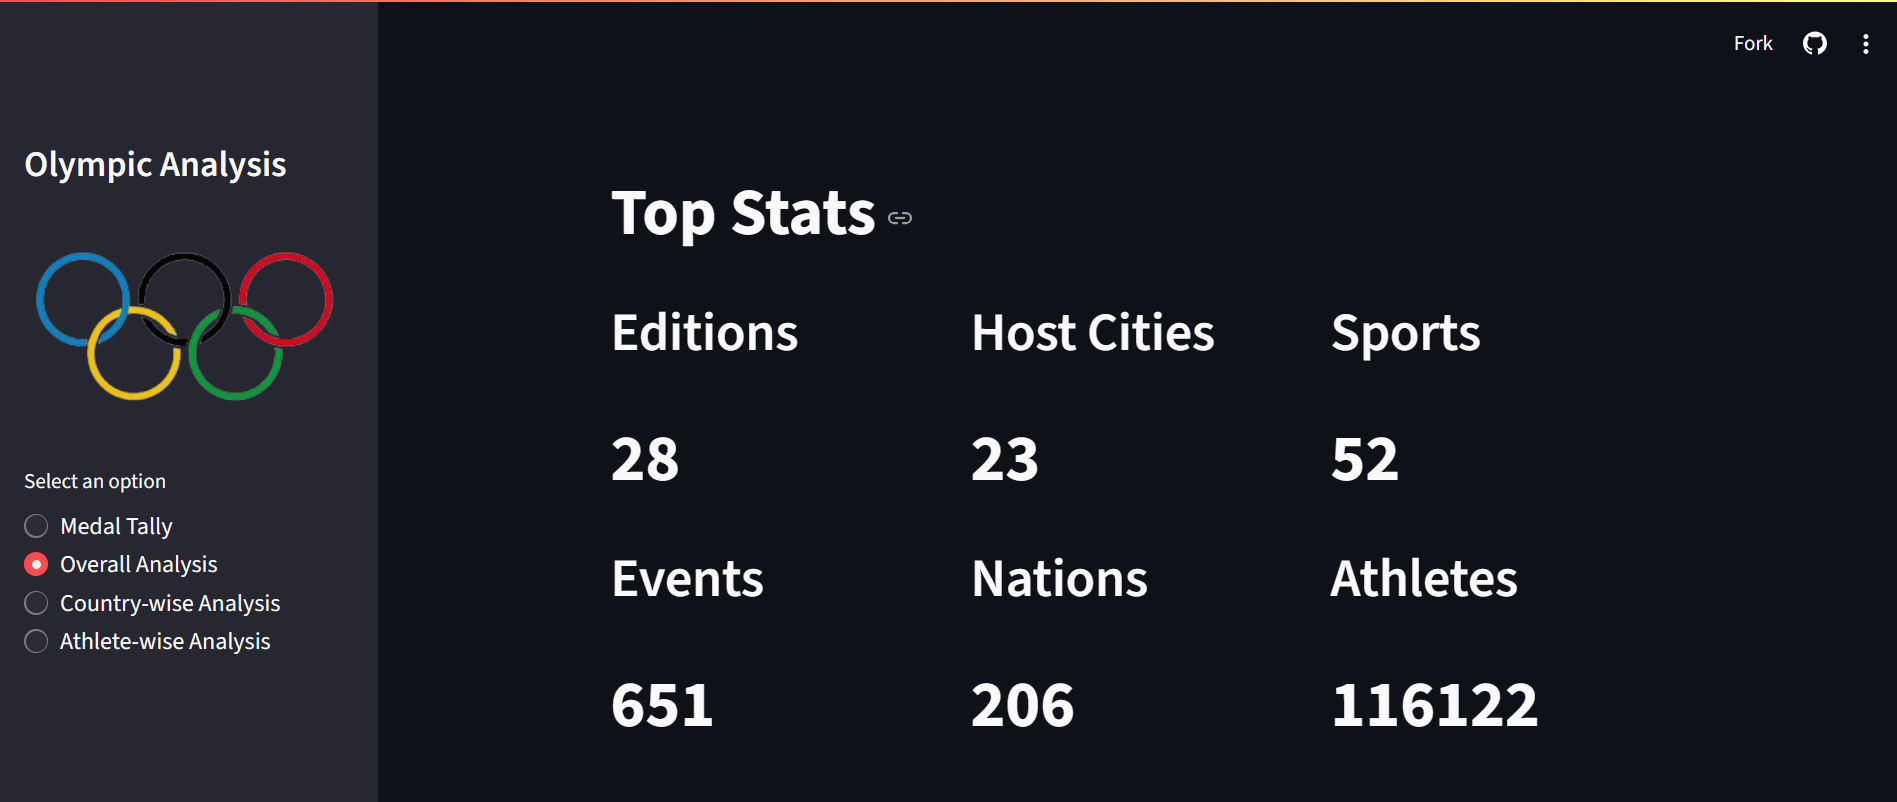 Fork
Olympic Analysis
Select an option
Medal Tally
Overall Analysis
Country-wise Analysis
Athlete-wise Analysis
Top Stats
Editions Host Cities Sports
28 23 52
Events Nations Athletes
651 206 116122